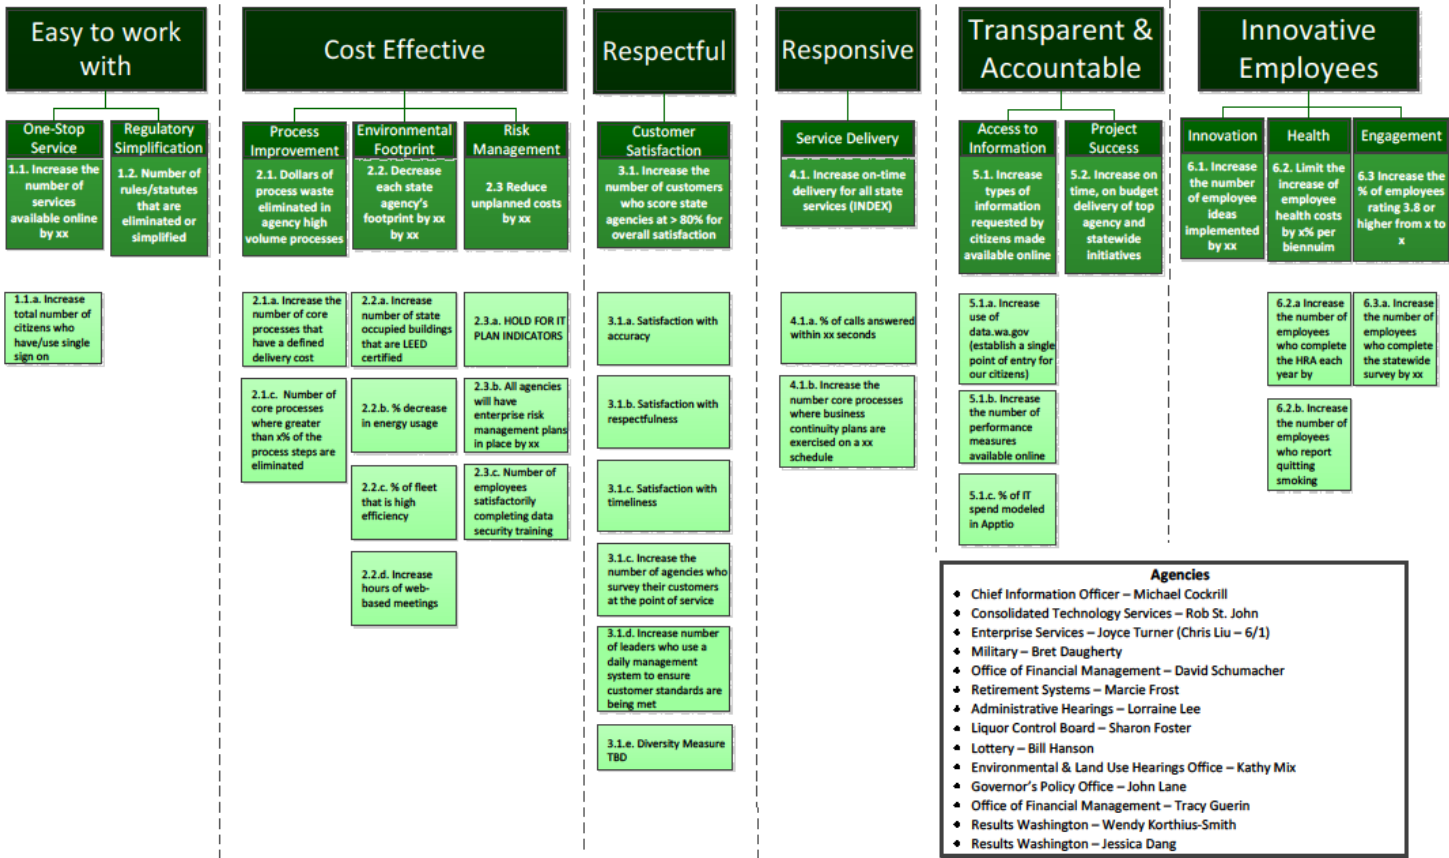 Easy to work
with
Cost Effective
Respectful
Responsive
Transparent &
Accountable
Innovative
Employees
One-Stop
Service
1.1. Increase the
number of
services
available online
by xx
Regulatory
Simplification
1.2. Number of
rules/statutes
that are
eliminated or
simplified
Process
Improvement
2.1. Dollars of
process waste
eliminated in
agency high
volume processes
Environmental
Footprint
2.2. Decrease
each state
agency’s
footprint by xx
by xx
Risk
Management
2.3 Reduce
unplanned costs
by xx
Customer
Satisfaction
3.1. Increase the
number of customers
who score state
agencies at > 80% for
overall satisfaction
Service Delivery
4.1. Increase on-time
delivery for all state
services (INDEX)
Access to
Information
5.1. Increase
types of
information
requested by
citizens made
available online
Project
Success
5.2. Increase on
time, on budget
delivery of top
agency and
statewide
initiatives
Innovation
6.1. Increase
the number
of employee
ideas
implemented
by xx
Health
6.2. Limit the
increase of
employee
health costs
by x% per
biennuim
Engagement
6.3 Increase the
% of employees
rating 3.8 or
higher from x to
x
1.1.a. Increase
total number of
citizens who
have/use single
sign on
2.1.a. Increase the
number of core
processes that
have a defined
delivery cost
2.1.c. Number of
core processes
where greater
than x% of the
process steps are
eliminated
2.2.a. Increase
number of state
occupied buildings
that are LEED
certified
2.2.b. % decrease
in energy usage
2.2.c. % of fleet
that is high
efficiency
2.2.d. Increase
hours of web-
based meetings
2.3.a. HOLD FOR IT
PLAN INDICATORS
2.3.b. All agencies
will have
enterprise risk
management plans
in place by xx
2.3.c. Number of
employees
satisfactorily
completing data
security training
3.1.a. Satisfaction with
accuracy
3.1.b. Satisfaction with
respectfulness
3.1.c. Satisfaction with
timeliness
3.1.c. Increase the
number of agencies who
survey their customers
at the point of service
3.1.d. Increase number
of leaders who use a
daily management
system to ensure
customer standards are
being met
3.1.e. Diversity Measure
TBD
4.1.a. % of calls answered
within xx seconds
4.1.b. Increase the
number core processes
where business
continuity plans are
exercised on a xx
schedule
5.1.a. Increase
use of
data.wa.gov
(establish a single
point of entry for
our citizens)
5.1.b. Increase
the number of
performance
measures
available online
5.1.c. % of IT
spend modeled
in Apptio
6.2.a Increase
the number of
employees
who complete
the HRA each
year by
6.2.b. Increase
the number of
employees
who report
quitting
smoking
6.3.a. Increase
the number of
employees
who complete
the statewide
survey by xx
Agencies
• Chief Information Officer – Michael Cockrill
• Consolidated Technology Services – Rob St. John
• Enterprise Services – Joyce Turner (Chris Liu – 6/1)
• Military – Bret Daugherty
• Office of Financial Management – David Schumacher
• Retirement Systems – Marcie Frost
• Administrative Hearings – Lorraine Lee
• Liquor Control Board – Sharon Foster
• Lottery – Bill Hanson
• Environmental & Land Use Hearings Office – Kathy Mix
• Governor’s Policy Office – John Lane
• Office of Financial Management – Tracy Guerin
• Results Washington – Wendy Korthius-Smith
• Results Washington – Jessica Dang